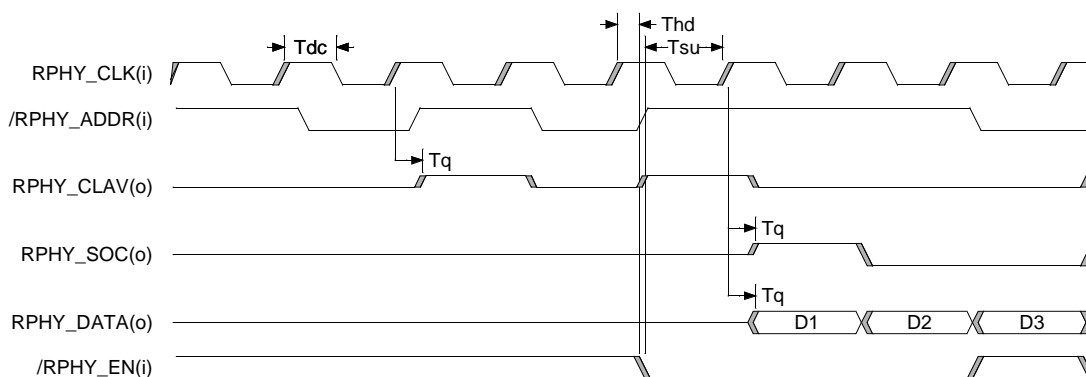 Thd
Tdc
Tsu
RPHY_CLK(i)
/RPHY_ADDR(i)
Tq
RPHY_CLAV(o)
Tq
RPHY_SOC(o)
Tq
RPHY_DATA(o)
D1
D2
D3
/RPHY_EN(i)